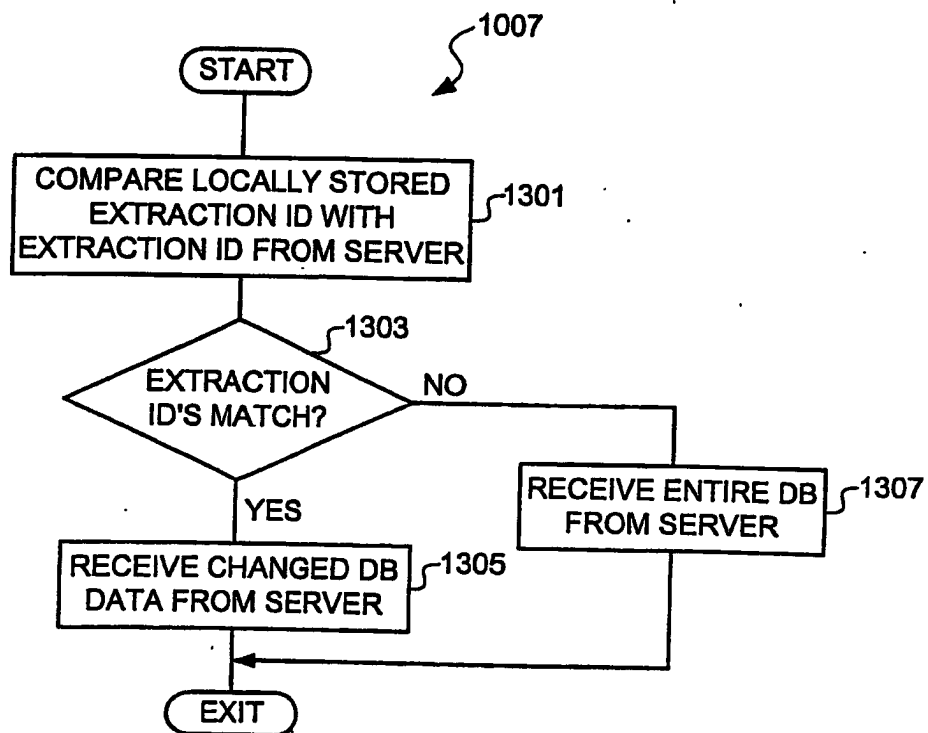 1007
START
COMPARE LOCALLY STORED
EXTRACTION ID WITH
EXTRACTION ID FROM SERVER
1301
1303
EXTRACTION
ID'S MATCH?
NO
YES
RECEIVE ENTIRE DB
FROM SERVER
1307
RECEIVE CHANGED DB
DATA FROM SERVER
1305
EXIT